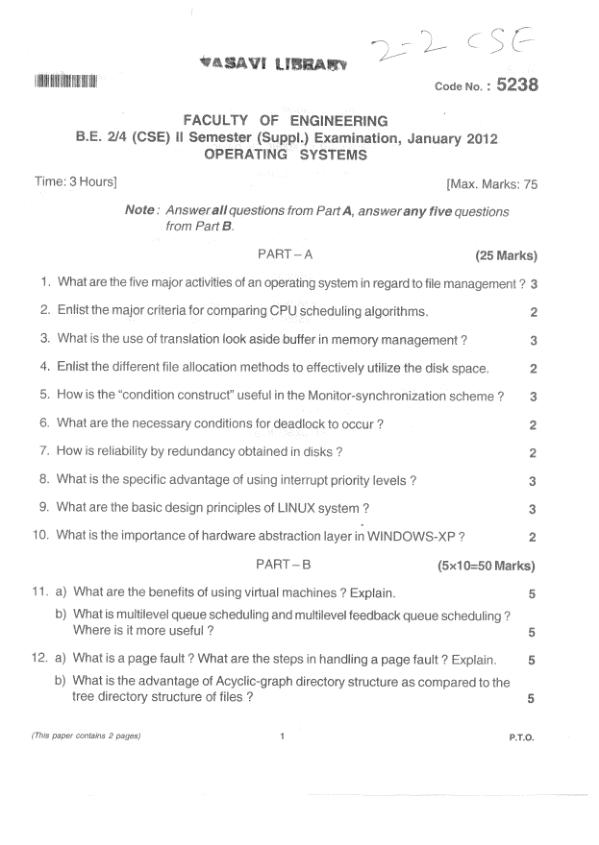 2-2 CSE
VASAVI LIBRARY
Code No. : 5238
FACULTY OF ENGINEERING
B.E. 2/4 (CSE) II Semester (Suppl.) Examination, January 2012
OPERATING SYSTEMS
Time: 3 Hours] [Max. Marks: 75
Note : Answer all questions from Part A, answer any five questions
from Part B.
PART – A (25 Marks)
1. What are the five major activities of an operating system in regard to file management ? 3
2. Enlist the major criteria for comparing CPU scheduling algorithms. 2
3. What is the use of translation look aside buffer in memory management ? 3
4. Enlist the different file allocation methods to effectively utilize the disk space. 2
5. How is the “condition construct” useful in the Monitor-synchronization scheme ? 3
6. What are the necessary conditions for deadlock to occur ? 2
7. How is reliability by redundancy obtained in disks ? 2
8. What is the specific advantage of using interrupt priority levels ? 3
9. What are the basic design principles of LINUX system ? 3
10. What is the importance of hardware abstraction layer in WINDOWS-XP ? 2
PART – B (5×10=50 Marks)
11. a) What are the benefits of using virtual machines ? Explain. 5
b) What is multilevel queue scheduling and multilevel feedback queue scheduling ?
Where is it more useful ? 5
12. a) What is a page fault ? What are the steps in handling a page fault ? Explain. 5
b) What is the advantage of Acyclic-graph directory structure as compared to the
tree directory structure of files ? 5
(This paper contains 2 pages) 1 P.T.O.